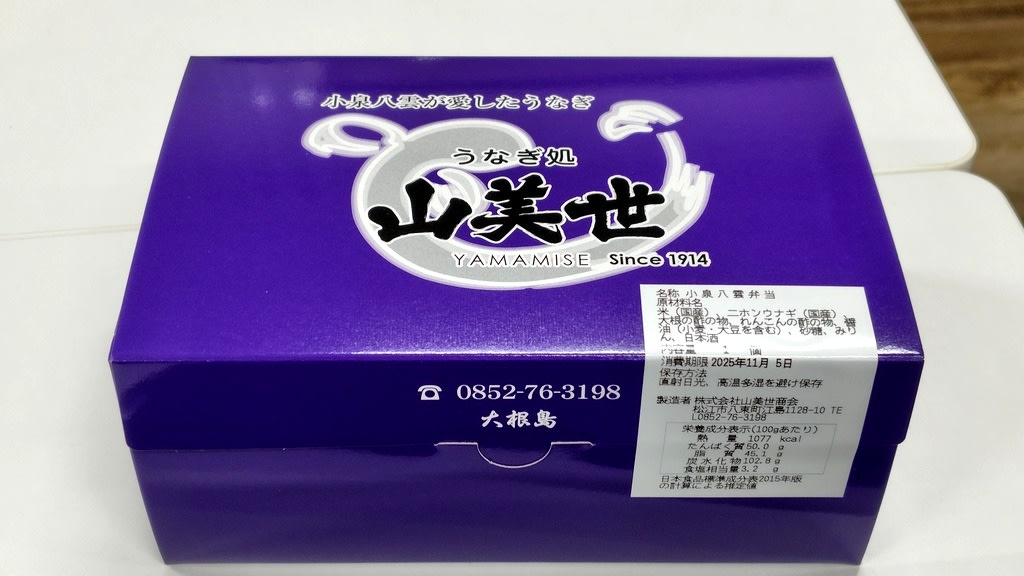 小泉八雲が愛したうなぎ
うなぎ処
山美世
YAMAMISE Since 1914
☎ 0852-76-3198
大根島
名称 小泉八雲弁当
原材料名
米（国産）、ニホンウナギ（国産）
大根の酢の物、れんこんの酢の物、醤
油（小麦・大豆を含む）、砂糖、みり
ん、日本酒
内容量 1 個
消費期限 2025年11月 5日
保存方法
直射日光、高温多湿を避け保存
製造者 株式会社山美世商会
松江市八束町江島1128-10 TE
L0852-76-3198
栄養成分表示(100gあたり)
熱 量 1077 kcal
たんぱく質 50.0 g
脂 質 45.1 g
炭水化物 102.8 g
食塩相当量 3.2 g
日本食品標準成分表2015年版
の計算による推定値